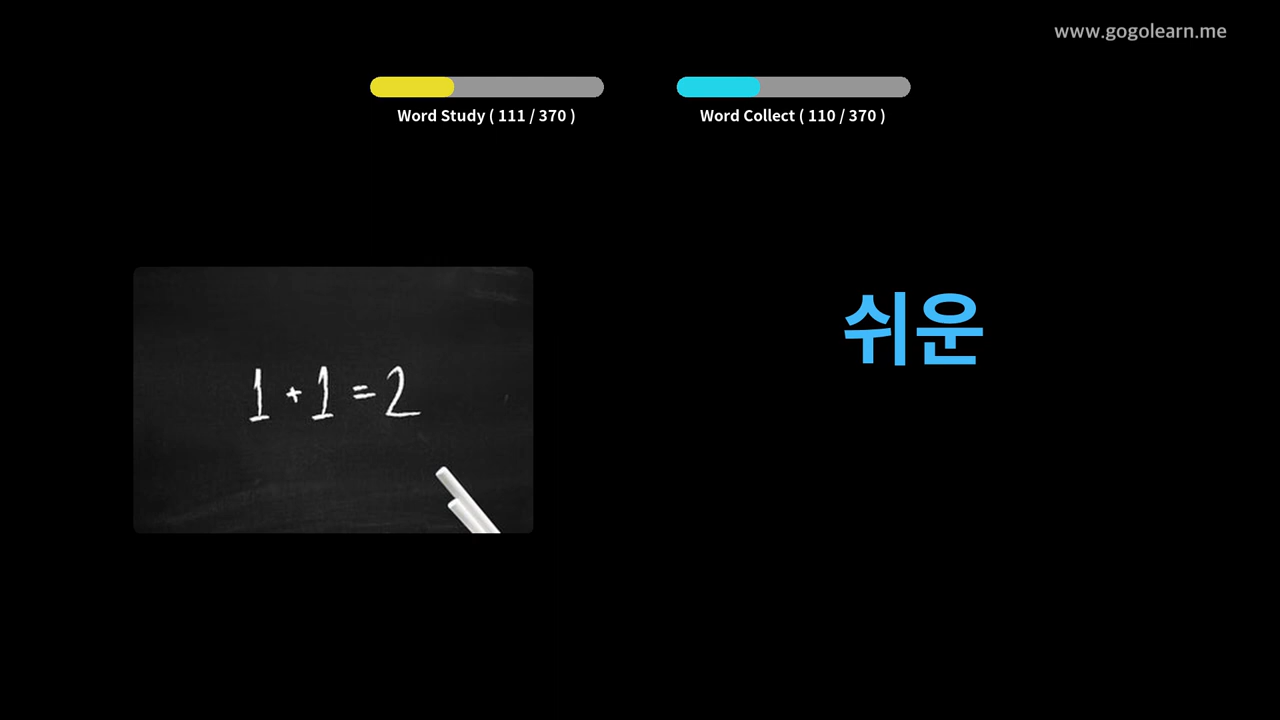 www.gogolearn.me
Word Study ( 111 / 370 )
Word Collect ( 110 / 370 )
쉬운
1 + 1 = 2